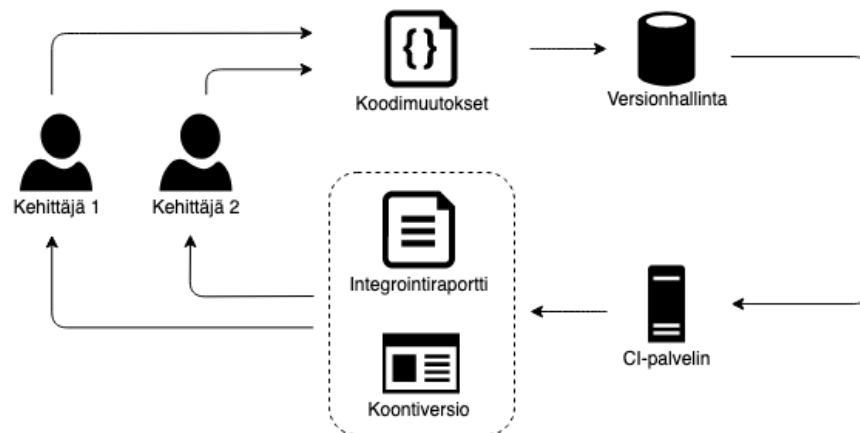 { }
Koodimuutokset
Versionhallinta
Kehittäjä 1
Kehittäjä 2
Integrointiraportti
CI-palvelin
Koontiversio